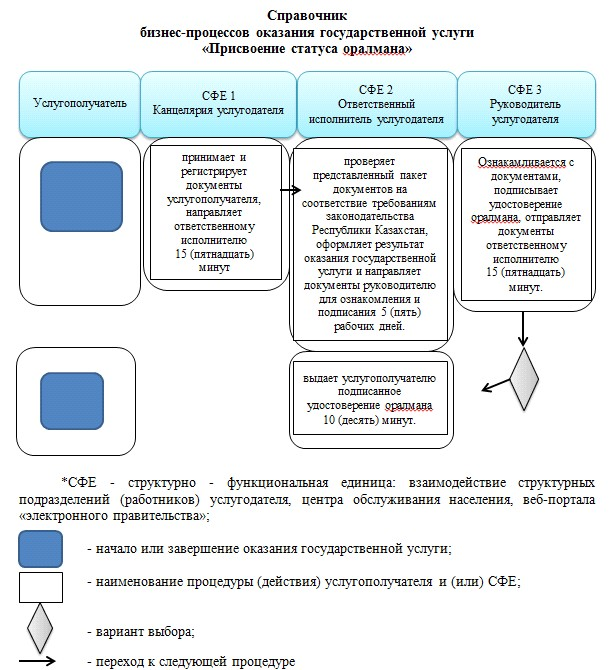 Справочник
бизнес-процессов оказания государственной услуги
«Присвоение статуса оралмана»
Услугополучатель
СФЕ 1
Канцелярия услугодателя
СФЕ 2
Ответственный
исполнитель услугодателя
СФЕ 3
Руководитель
услугодателя
принимает и
регистрирует
документы
услугополучателя,
направляет
ответственному
исполнителю
15 (пятнадцать)
минут
проверяет
представленный пакет
документов на
соответствие требованиям
законодательства
Республики Казахстан,
оформляет результат
оказания государственной
услуги и направляет
документы руководителю
для ознакомления и
подписания 5 (пять)
рабочих дней.
Ознакамливается с
документами,
подписывает
удостоверение
оралмана, отправляет
документы
ответственному
исполнителю
15 (пятнадцать)
минут.
выдает услугополучателю
подписанное
удостоверение оралмана
10 (десять) минут.
*СФЕ - структурно - функциональная единица: взаимодействие структурных
подразделений (работников) услугодателя, центра обслуживания населения, веб-портала
«электронного правительства»;
- начало или завершение оказания государственной услуги;
- наименование процедуры (действия) услугополучателя и (или) СФЕ;
- вариант выбора;
- переход к следующей процедуре